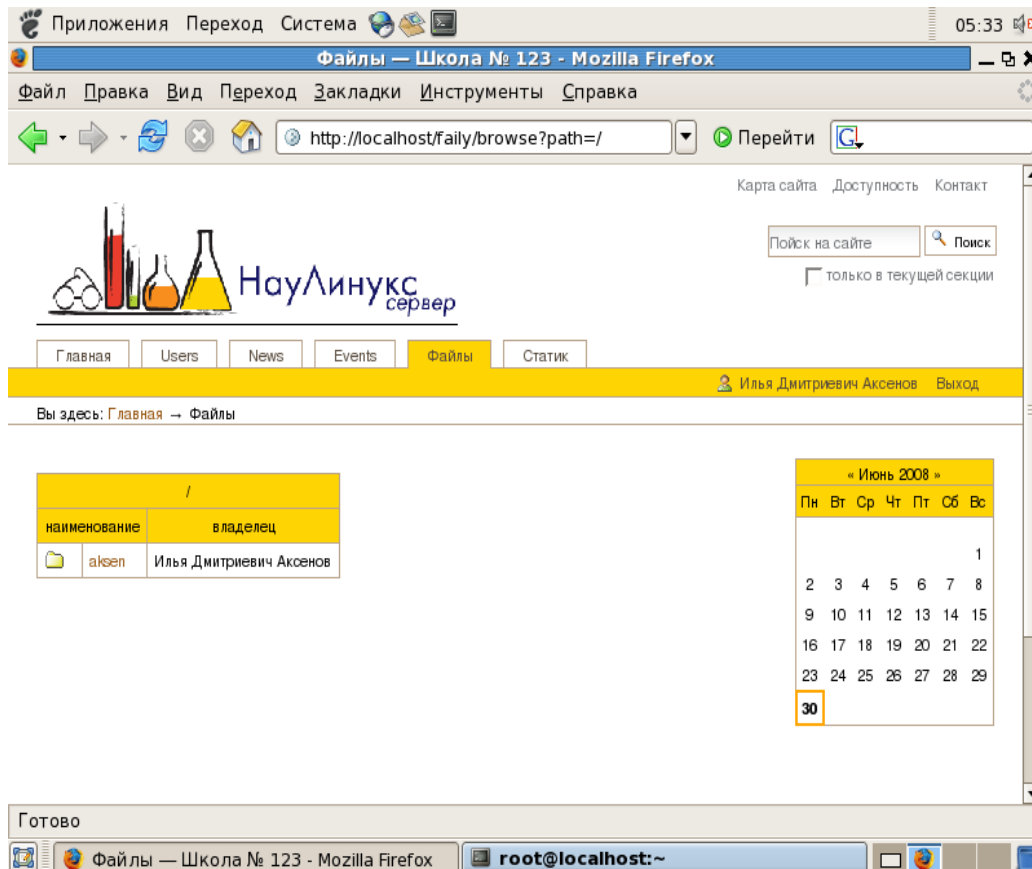 Приложения Переход Система 05:33
Файлы — Школа № 123 - Mozilla Firefox
Файл Правка Вид Переход Закладки Инструменты Справка
http://localhost/faily/browse?path=/ Перейти G
Карта сайта Доступность Контакт
Пойск на сайте Поиск
только в текущей секции
НауЛинукс
сервер
Главная Users News Events Файлы Статик
Илья Дмитриевич Аксенов Выход
Вы здесь: Главная → Файлы
/
наименование владелец
aksen Илья Дмитриевич Аксенов
« Июнь 2008 »
Пн Вт Ср Чт Пт Сб Вс
1
2 3 4 5 6 7 8
9 10 11 12 13 14 15
16 17 18 19 20 21 22
23 24 25 26 27 28 29
30
Готово
Файлы — Школа № 123 - Mozilla Firefox root@localhost:~